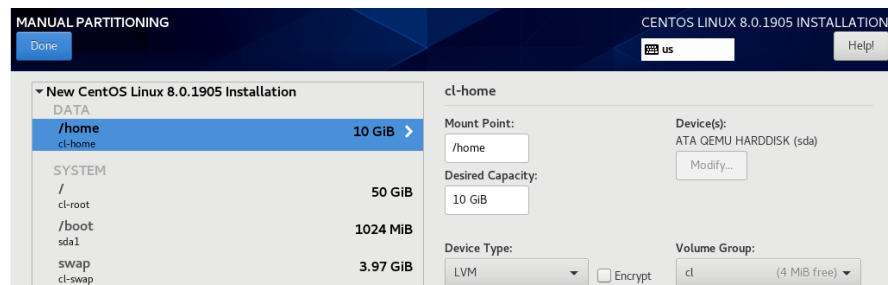 MANUAL PARTITIONING
CENTOS LINUX 8.0.1905 INSTALLATION
Done
us
Help!
New CentOS Linux 8.0.1905 Installation
DATA
/home
10 GiB
cl-home
SYSTEM
/
50 GiB
cl-root
/boot
1024 MiB
sda1
swap
3.97 GiB
cl-swap
cl-home
Mount Point:
/home
Desired Capacity:
10 GiB
Device(s):
ATA QEMU HARDDISK (sda)
Modify...
Device Type:
LVM
Encrypt
Volume Group:
cl (4 MiB free)